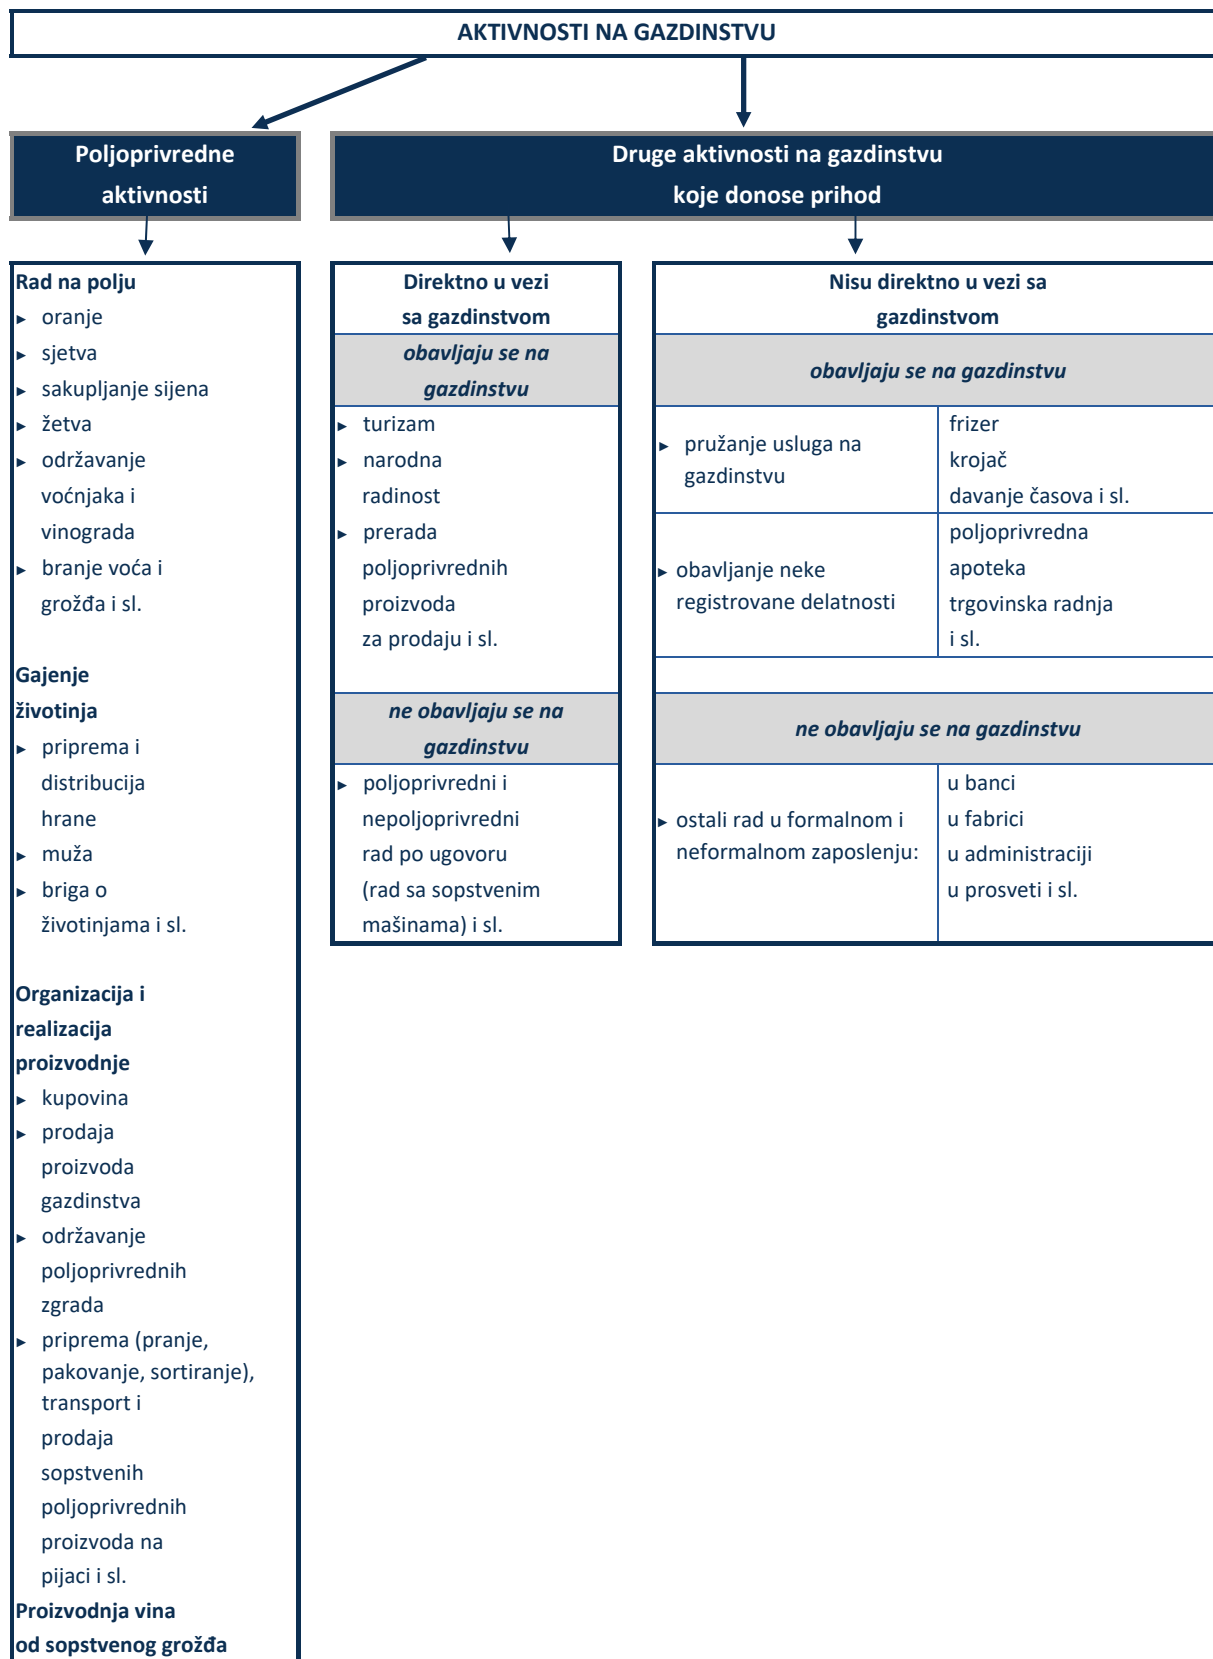 AKTIVNOSTI NA GAZDINSTVU
Poljoprivredne
aktivnosti
Druge aktivnosti na gazdinstvu
koje donose prihod
Rad na polju
► oranje
► sjetva
► sakupljanje sijena
► žetva
► održavanje
voćnjaka i
vinograda
► branje voća i
grožđa i sl.
Gajenje
životinja
► priprema i
distribucija
hrane
► muža
► briga o
životinjama i sl.
Organizacija i
realizacija
proizvodnje
► kupovina
► prodaja
proizvoda
gazdinstva
► održavanje
poljoprivrednih
zgrada
► priprema (pranje,
pakovanje, sortiranje),
transport i
prodaja
sopstvenih
poljoprivrednih
proizvoda na
pijaci i sl.
Proizvodnja vina
od sopstvenog grožđa
Direktno u vezi
sa gazdinstvom
obavljaju se na
gazdinstvu
► turizam
► narodna
radinost
► prerada
poljoprivrednih
proizvoda
za prodaju i sl.
ne obavljaju se na
gazdinstvu
► poljoprivredni i
nepoljoprivredni
rad po ugovoru
(rad sa sopstvenim
mašinama) i sl.
Nisu direktno u vezi sa
gazdinstvom
obavljaju se na gazdinstvu
► pružanje usluga na
gazdinstvu
frizer
krojač
davanje časova i sl.
► obavljanje neke
registrovane delatnosti
poljoprivredna
apoteka
trgovinska radnja
i sl.
ne obavljaju se na gazdinstvu
► ostali rad u formalnom i
neformalnom zaposlenju:
u banci
u fabrici
u administraciji
u prosveti i sl.